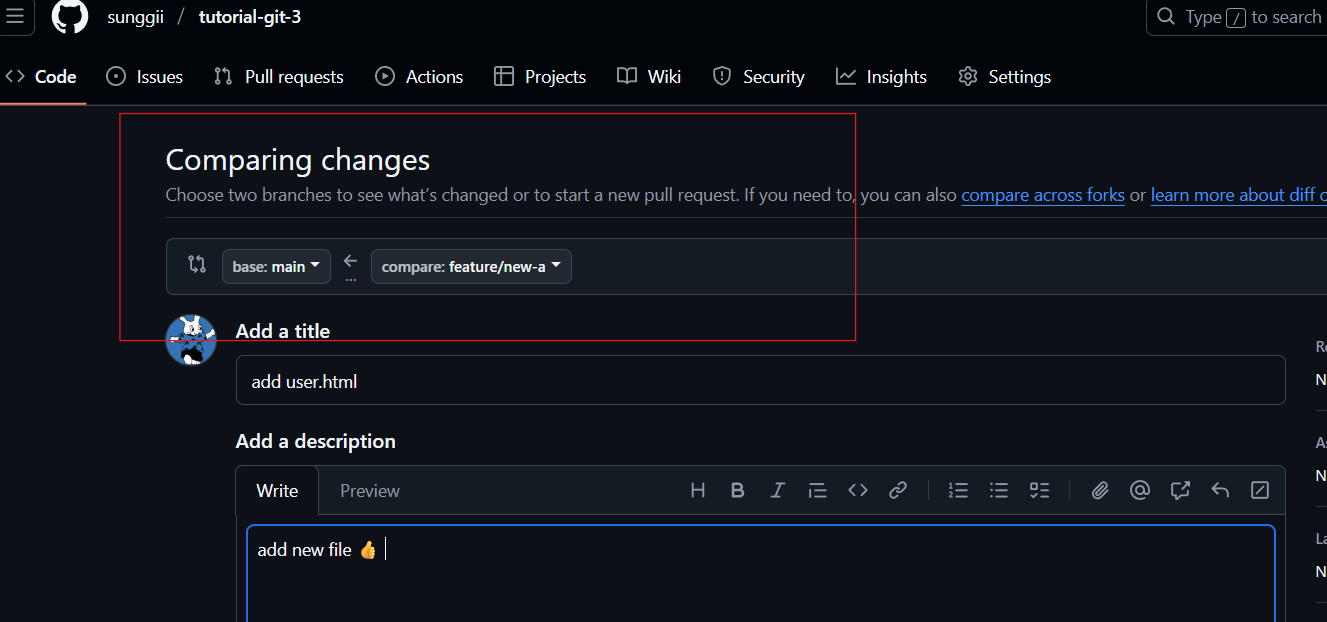 sunggii / tutorial-git-3
Type / to search
Code Issues Pull requests Actions Projects Wiki Security Insights Settings
Comparing changes
Choose two branches to see what's changed or to start a new pull request. If you need to, you can also compare across forks or learn more about diff
base: main compare: feature/new-a
Add a title
add user.html
Add a description
Write Preview
add new file 👍